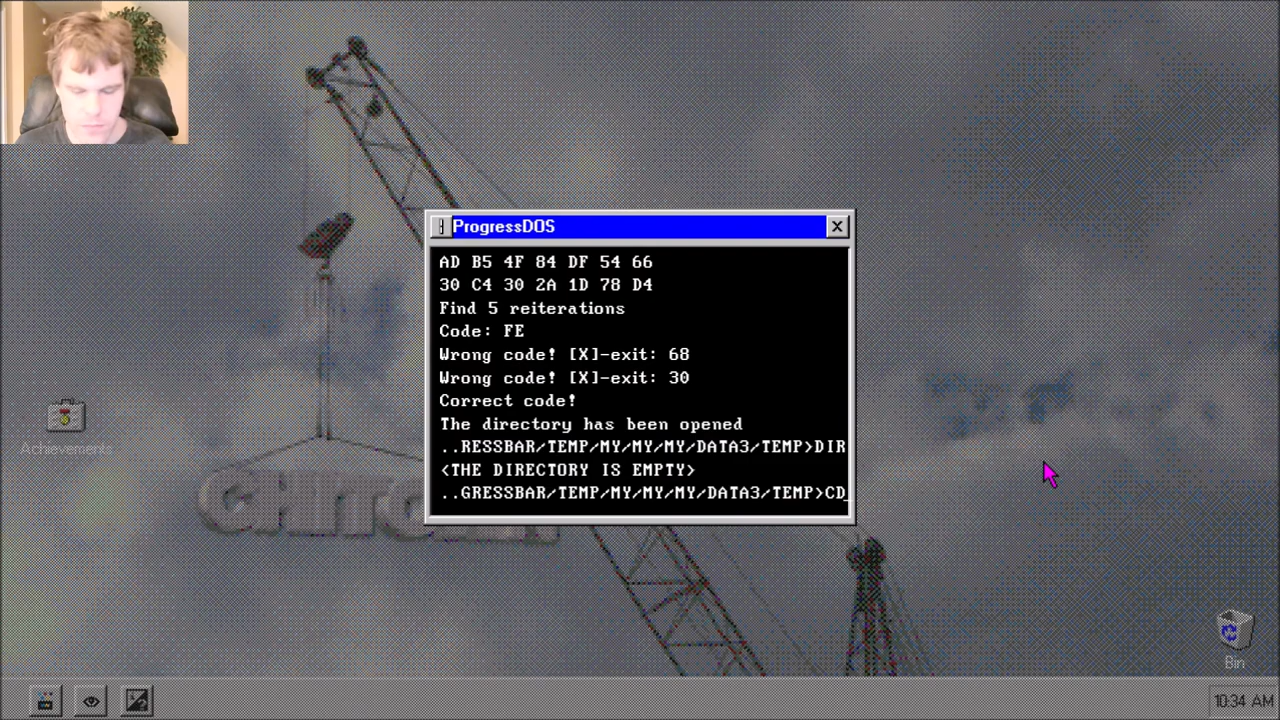 ProgressDOS
AD B5 4F 84 DF 54 66
30 C4 30 2A 1D 78 D4
Find 5 reiterations
Code: FE
Wrong code! [X]-exit: 68
Wrong code! [X]-exit: 30
Correct code!
The directory has been opened
..RESSBAR/TEMP/MY/MY/MY/DATA3/TEMP>DIR
<THE DIRECTORY IS EMPTY>
..GRESSBAR/TEMP/MY/MY/MY/DATA3/TEMP>CD_
Achievements
Bin
10:34 AM